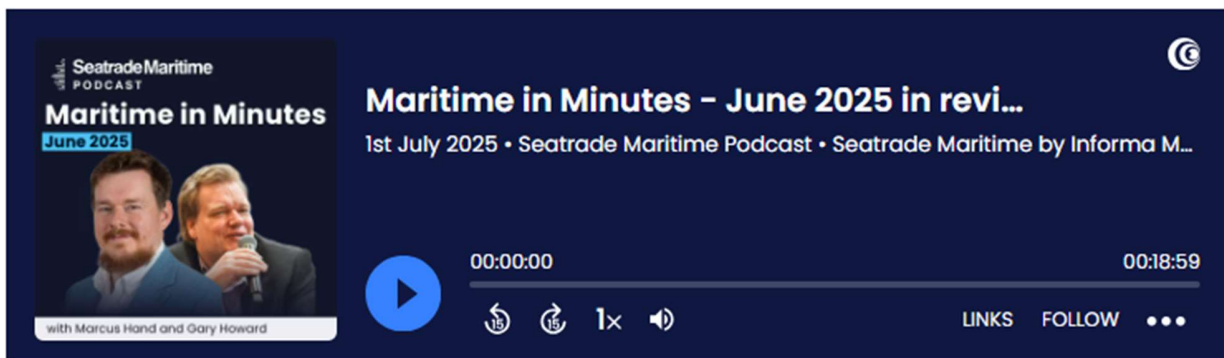 Seatrade Maritime
PODCAST
Maritime in Minutes
June 2025
with Marcus Hand and Gary Howard
Maritime in Minutes - June 2025 in revi...
1st July 2025 • Seatrade Maritime Podcast • Seatrade Maritime by Informa M...
00:00:00
00:18:59
15
15
1x
LINKS
FOLLOW